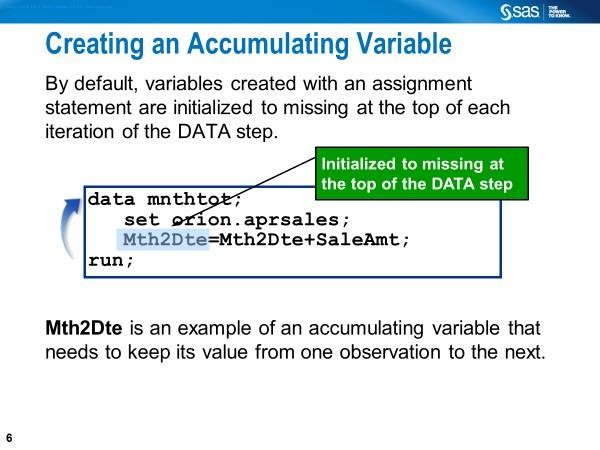 sas
THE
POWER
TO KNOW.
Creating an Accumulating Variable
By default, variables created with an assignment
statement are initialized to missing at the top of each
iteration of the DATA step.
Initialized to missing at
the top of the DATA step
data mnthtot;
set orion.aprsales;
Mth2Dte=Mth2Dte+SaleAmt;
run;
Mth2Dte is an example of an accumulating variable that
needs to keep its value from one observation to the next.
6